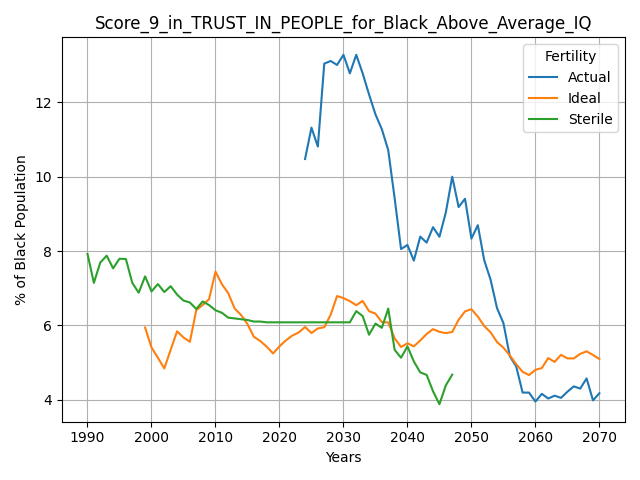 Score_9_in_TRUST_IN_PEOPLE_for_Black_Above_Average_IQ
Fertility
Actual
Ideal
Sterile
% of Black Population
12
10
8
6
4
1990 2000 2010 2020 2030 2040 2050 2060 2070
Years